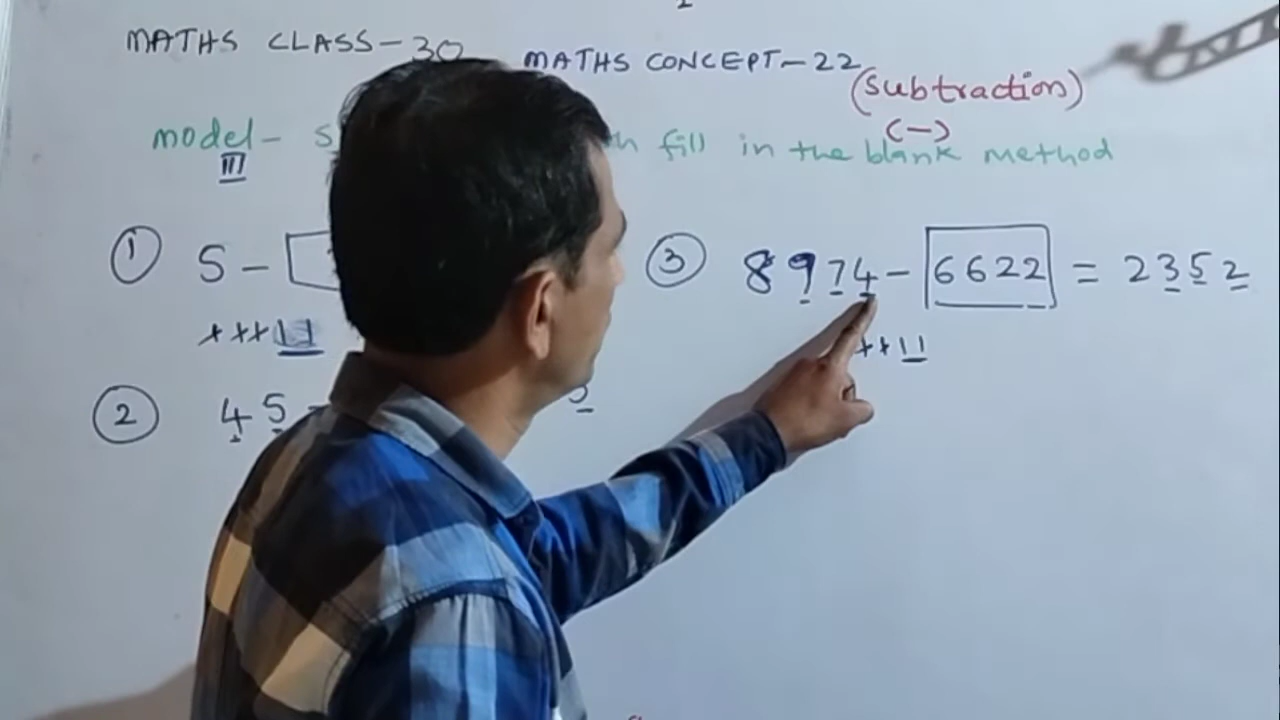 MATHS CLASS-30 MATHS CONCEPT-22
(Subtraction)
(-)
model- fill in the blank method
III
① 5 -
***11
② 45
③ 8974 - 6622 = 2352
**11